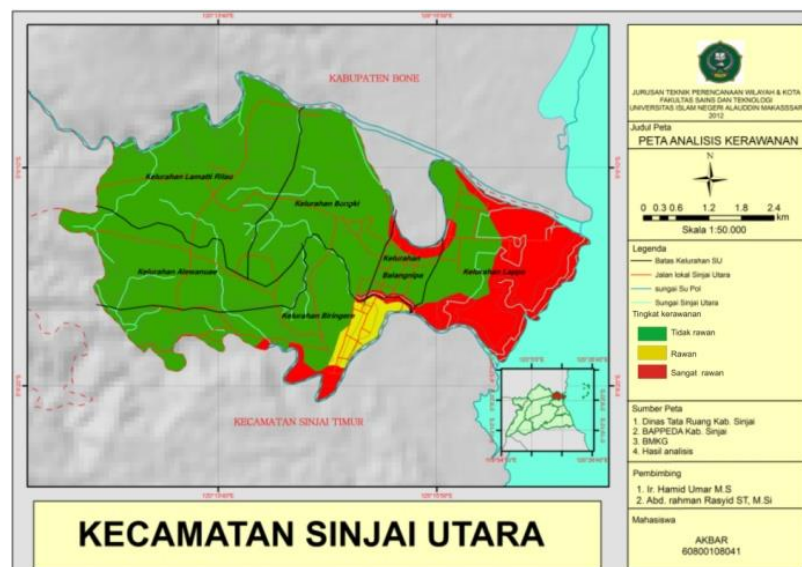 KABUPATEN BONE
Kelurahan Lamatti Rilau
Kelurahan Bongki
Kelurahan
Balangnipa
Kelurahan Lappa
Kelurahan Alewanuae
Kelurahan Biringere
KECAMATAN SINJAI TIMUR
KECAMATAN SINJAI UTARA
JURUSAN TEKNIK PERENCANAAN WILAYAH & KOTA
FAKULTAS SAINS DAN TEKNOLOGI
UNIVERSITAS ISLAM NEGERI ALAUDDIN MAKASSSAR
2012
Judul Peta
PETA ANALISIS KERAWANAN
N
0 0.3 0.6 1.2 1.8 2.4
km
Skala 1:50.000
Legenda
Batas Kelurahan SU
Jalan lokal Sinjai Utara
sungai Su Pol
Sungai Sinjai Utara
Tingkat kerawanan
Tidak rawan
Rawan
Sangat rawan
Sumber Peta
1. Dinas Tata Ruang Kab. Sinjai
2. BAPPEDA Kab. Sinjai
3. BMKG
4. Hasil analisis
Pembimbing
1. Ir. Hamid Umar M.S
2. Abd. rahman Rasyid ST, M.Si
Mahasiswa
AKBAR
60800108041